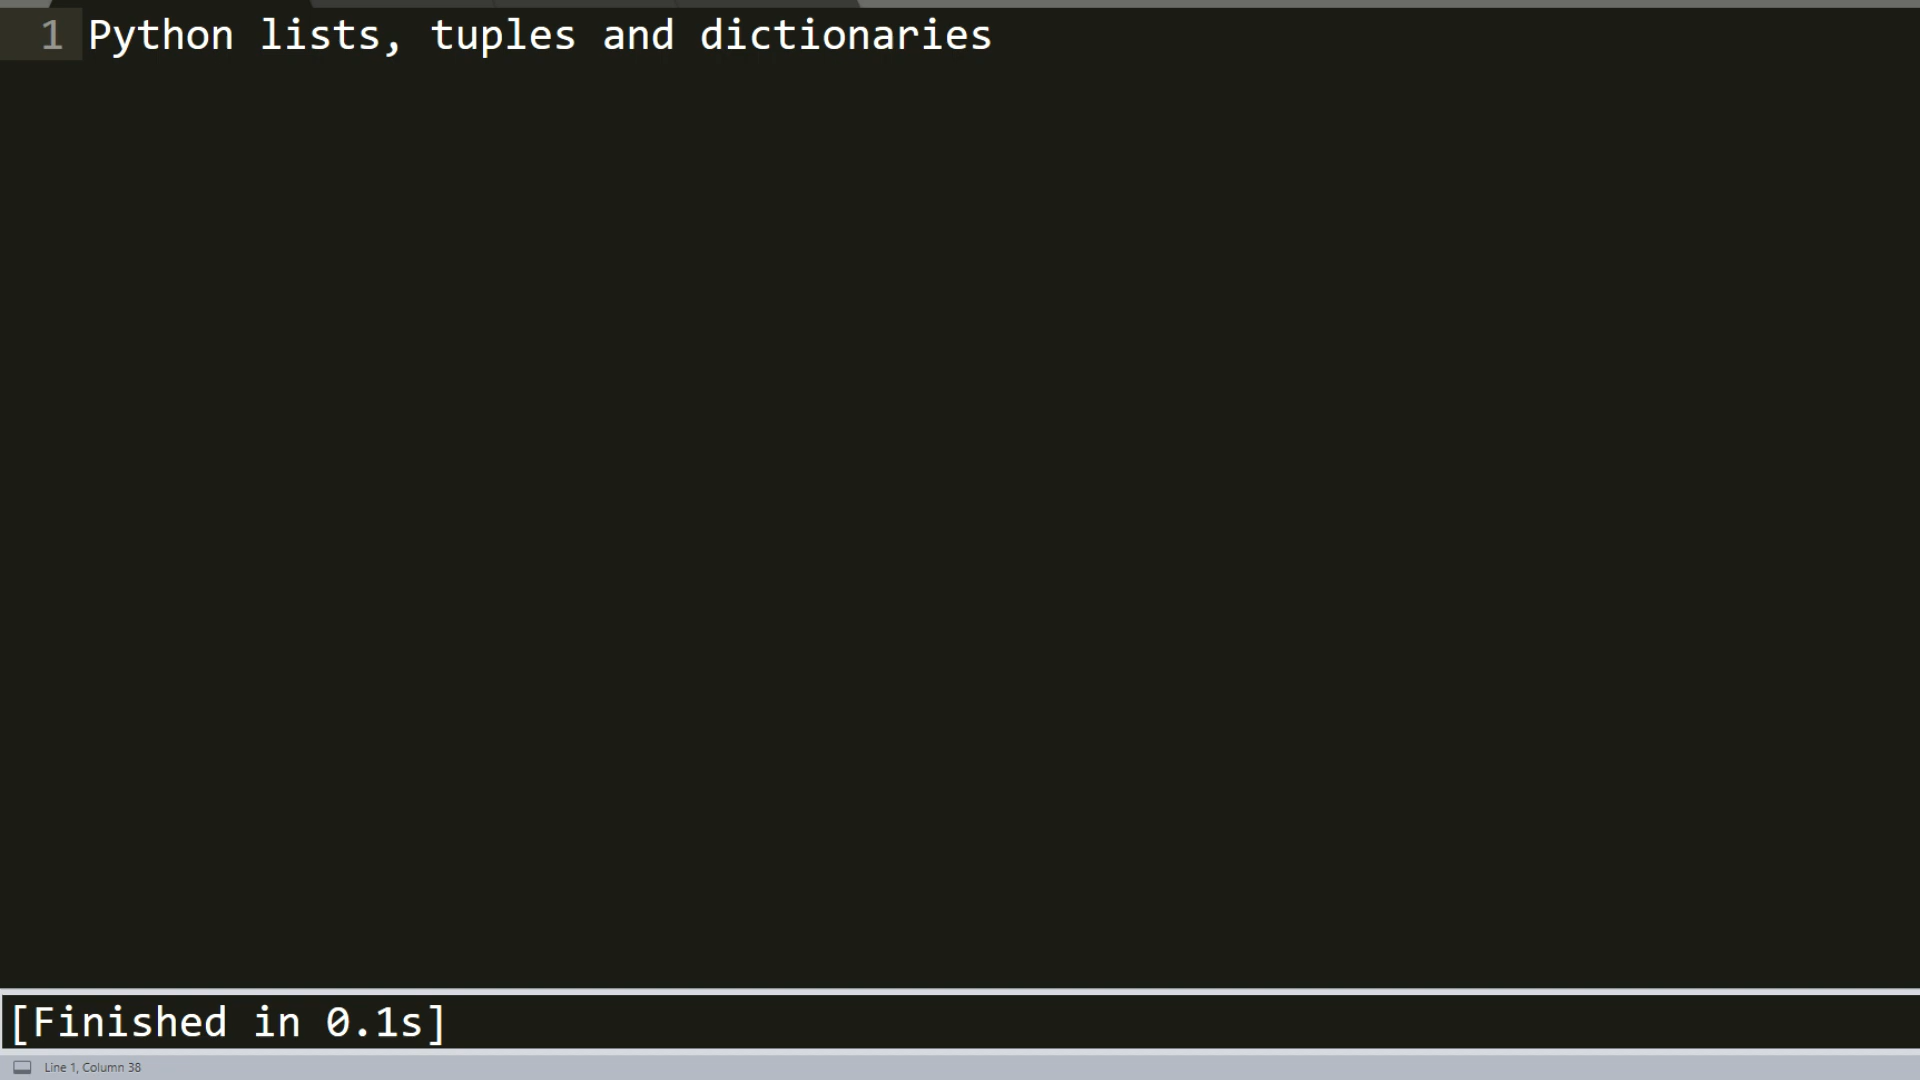 1 Python lists, tuples and dictionaries
[Finished in 0.1s]
Line 1, Column 38